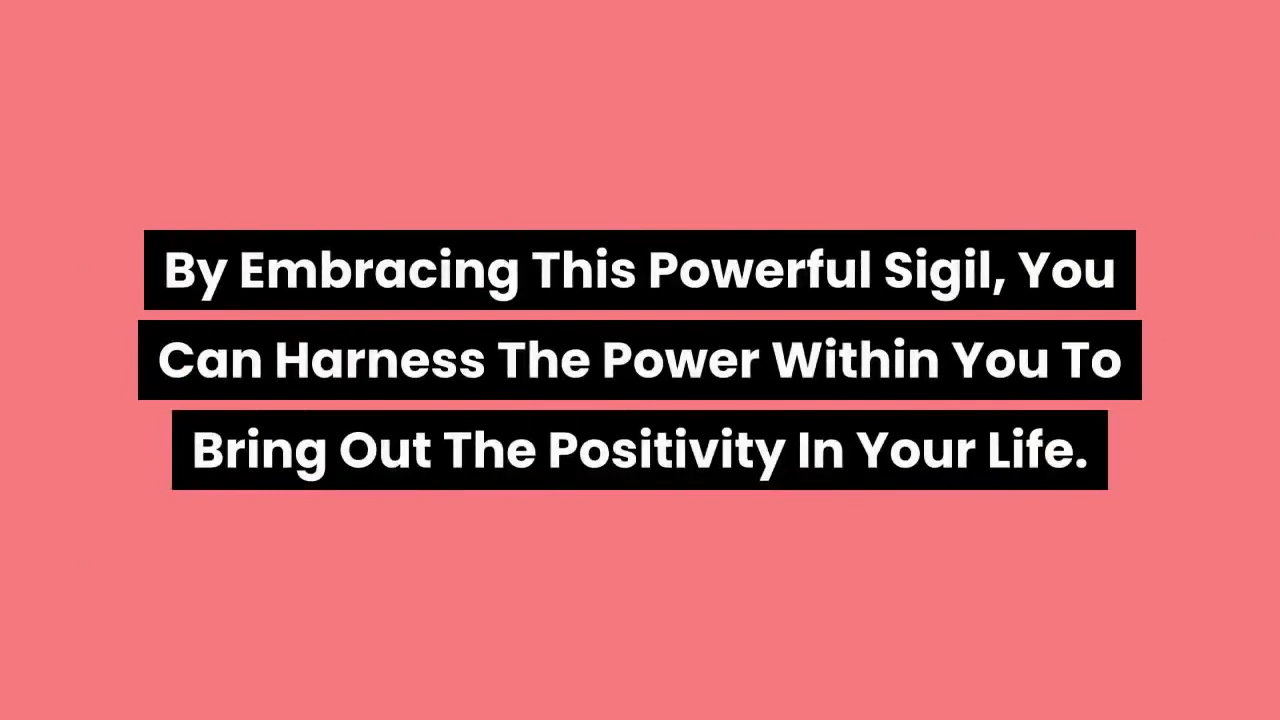 By Embracing This Powerful Sigil, You
Can Harness The Power Within You To
Bring Out The Positivity In Your Life.